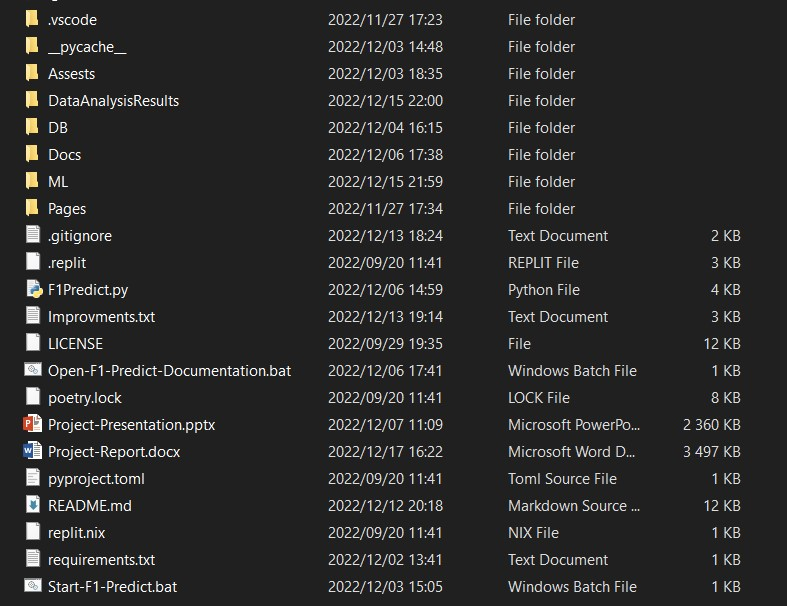 .vscode 2022/11/27 17:23 File folder
__pycache__ 2022/12/03 14:48 File folder
Assests 2022/12/03 18:35 File folder
DataAnalysisResults 2022/12/15 22:00 File folder
DB 2022/12/04 16:15 File folder
Docs 2022/12/06 17:38 File folder
ML 2022/12/15 21:59 File folder
Pages 2022/11/27 17:34 File folder
.gitignore 2022/12/13 18:24 Text Document 2 KB
.replit 2022/09/20 11:41 REPLIT File 3 KB
F1Predict.py 2022/12/06 14:59 Python File 4 KB
Improvments.txt 2022/12/13 19:14 Text Document 3 KB
LICENSE 2022/09/29 19:35 File 12 KB
Open-F1-Predict-Documentation.bat 2022/12/06 17:41 Windows Batch File 1 KB
poetry.lock 2022/09/20 11:41 LOCK File 8 KB
Project-Presentation.pptx 2022/12/07 11:09 Microsoft PowerPo... 2 360 KB
Project-Report.docx 2022/12/17 16:22 Microsoft Word D... 3 497 KB
pyproject.toml 2022/09/20 11:41 Toml Source File 1 KB
README.md 2022/12/12 20:18 Markdown Source ... 12 KB
replit.nix 2022/09/20 11:41 NIX File 1 KB
requirements.txt 2022/12/02 13:41 Text Document 1 KB
Start-F1-Predict.bat 2022/12/03 15:05 Windows Batch File 1 KB